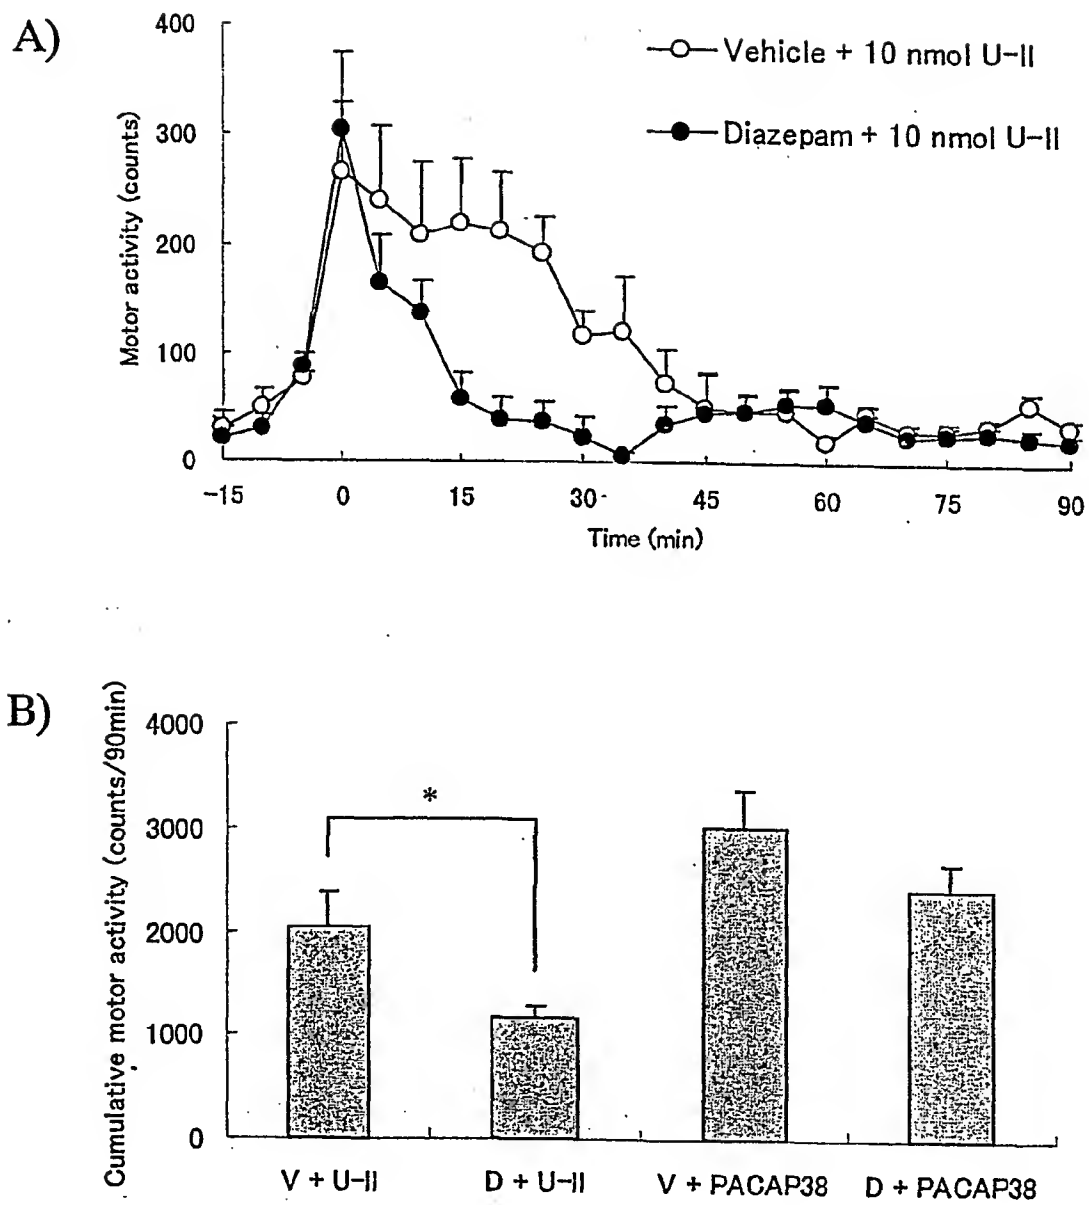 A)
400
300
200
100
0
Motor activity (counts)
Vehicle + 10 nmol U-II
Diazepam + 10 nmol U-II
-15 0 15 30 45 60 75 90
Time (min)
B)
Cumulative motor activity (counts/90min)
4000
3000
2000
1000
0
*
V + U-II D + U-II V + PACAP38 D + PACAP38